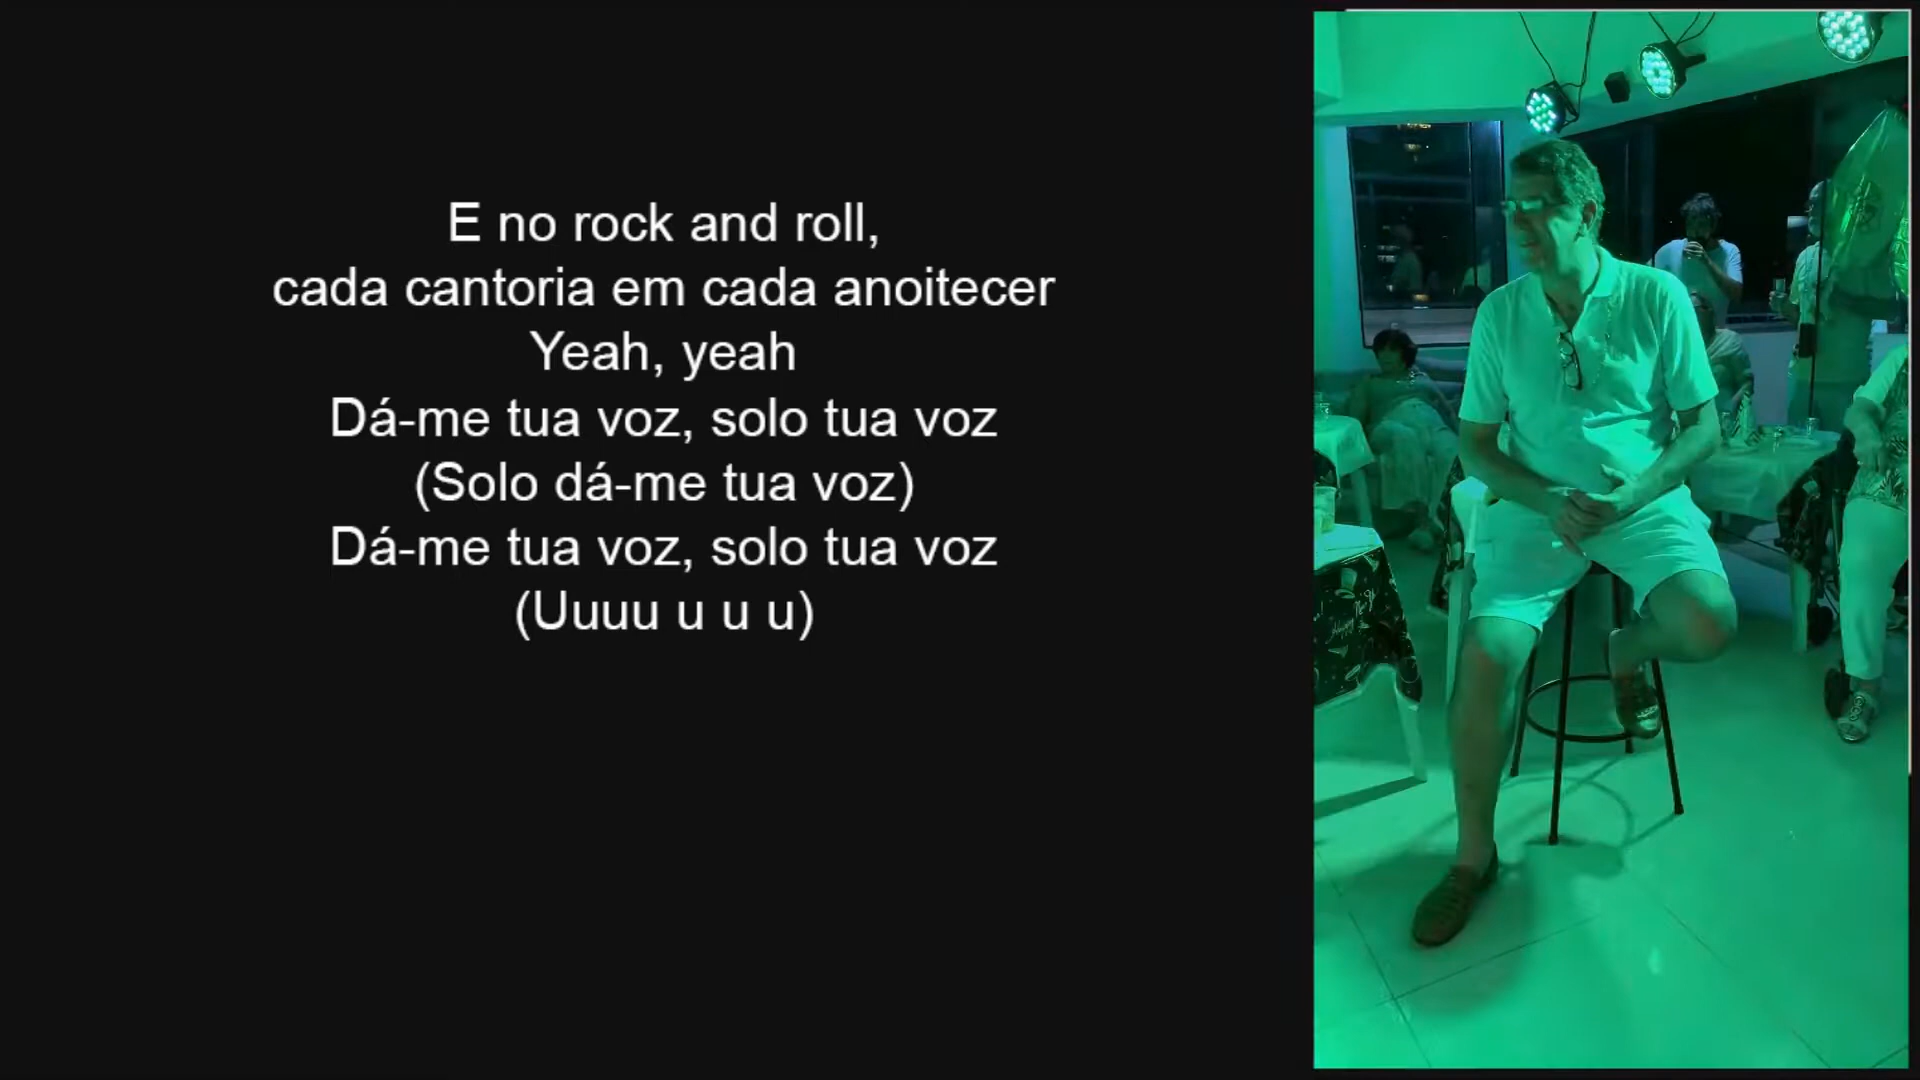 E no rock and roll,
cada cantoria em cada anoitecer
Yeah, yeah
Dá-me tua voz, solo tua voz
(Solo dá-me tua voz)
Dá-me tua voz, solo tua voz
(Uuuu u u u)